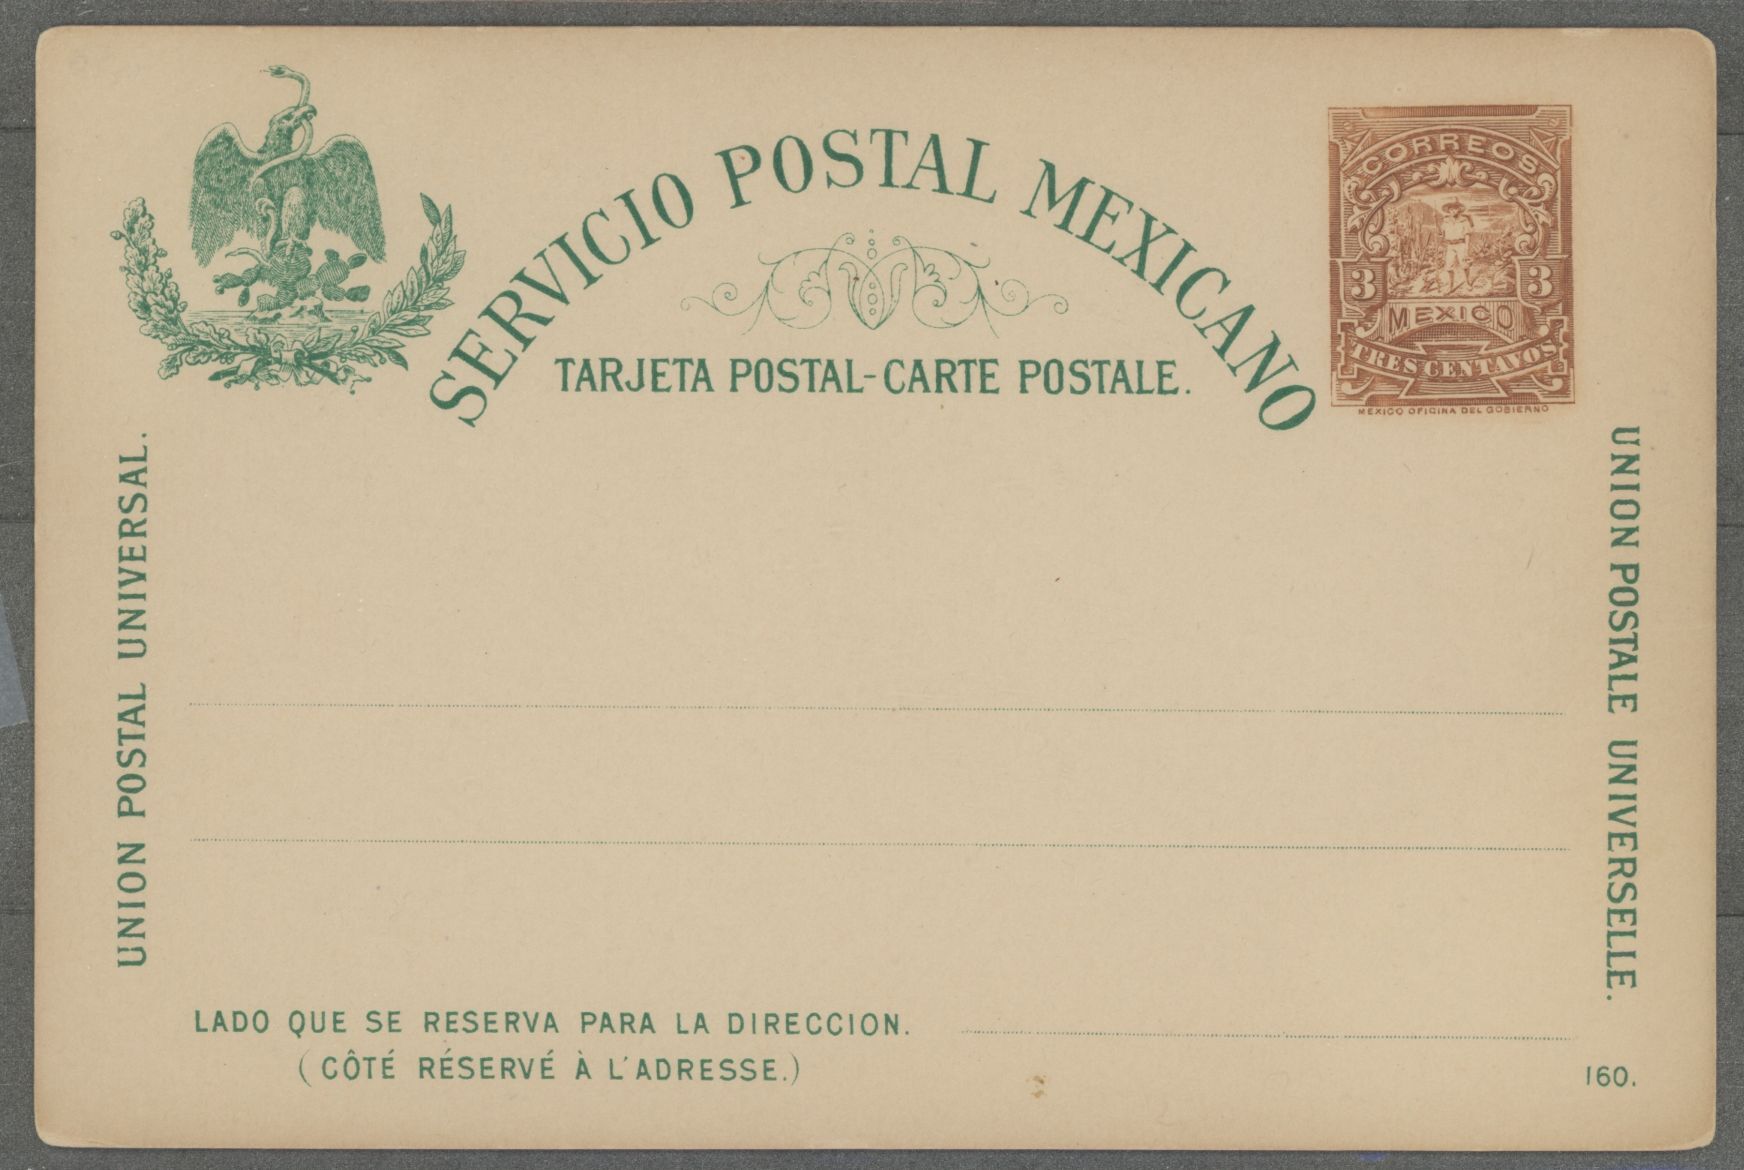 SERVICIO POSTAL MEXICANO
TARJETA POSTAL-CARTE POSTALE.
CORREOS
3 3
MEXICO
TRES CENTAVOS
MEXICO OFICINA DEL GOBIERNO
UNION POSTAL UNIVERSAL.
UNION POSTALE UNIVERSELLE.
LADO QUE SE RESERVA PARA LA DIRECCION.
(CÔTÉ RÉSERVÉ À L'ADRESSE.)
160.